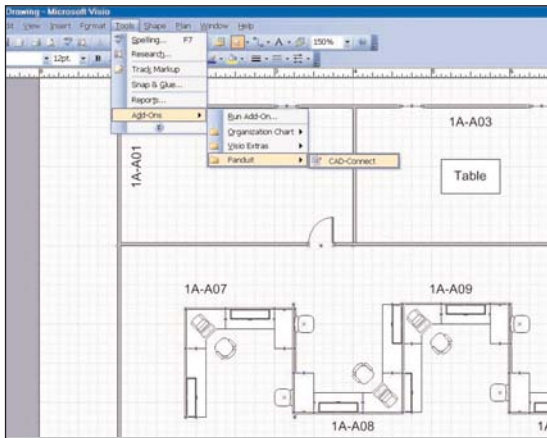 Drawing - Microsoft Visio
dit View Insert Format Tools Shape Plan Window Help
150%
12pt. B
Spelling... F7
Research...
Track Markup
Snap & Glue...
Reports...
Add-Ons
Run Add-On...
Organization Chart
Visio Extras
Panduit
CAD-Connect
1A-A01
1A-A03
Table
1A-A07
1A-A09
1A-A08
1A